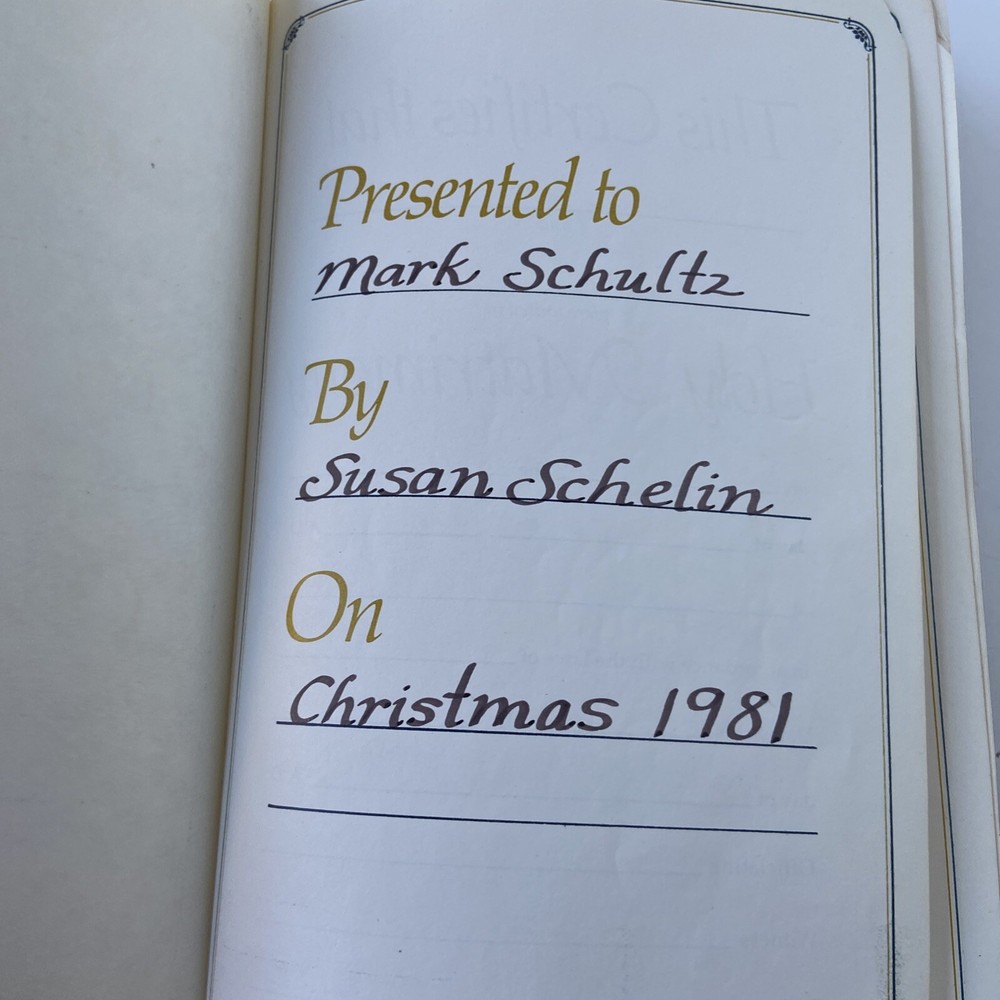 Presented to
Mark Schultz
By
Susan Schelin
On
Christmas 1981